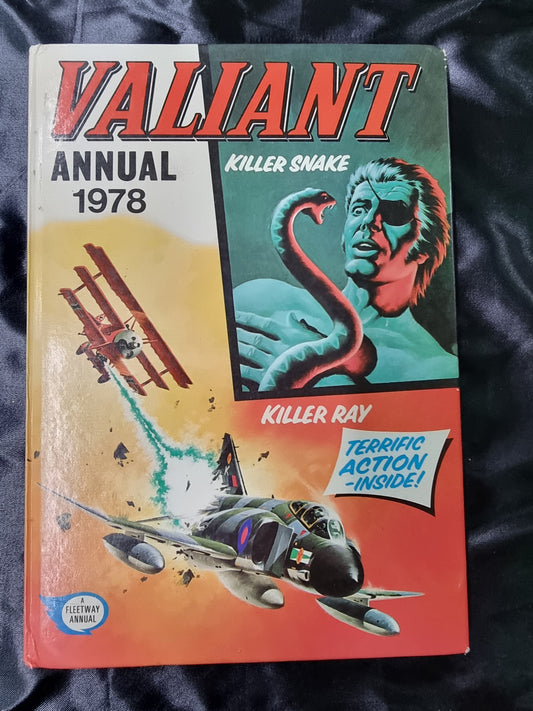 VALIANT
ANNUAL
1978
KILLER SNAKE
KILLER RAY
TERRIFIC
ACTION
-INSIDE!
A
FLEETWAY
ANNUAL